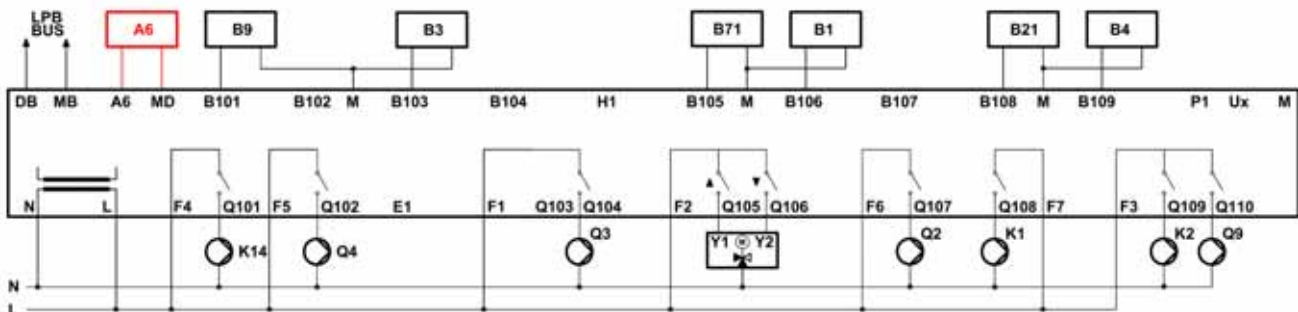 LPB
BUS
A6 B9 B3 B71 B1 B21 B4
DB MB A6 MD B101 B102 M B103 B104 H1 B105 M B106 B107 B108 M B109 P1 Ux M
N L F4 Q101 F5 Q102 E1 F1 Q103 Q104 F2 Q105 Q106 F6 Q107 Q108 F7 F3 Q109 Q110
K14 Q4 Q3 Y1 Y2 Q2 K1 K2 Q9
N
L